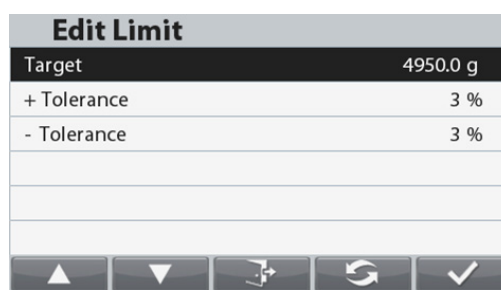 Edit Limit
Target 4950.0 g
+ Tolerance 3 %
- Tolerance 3 %